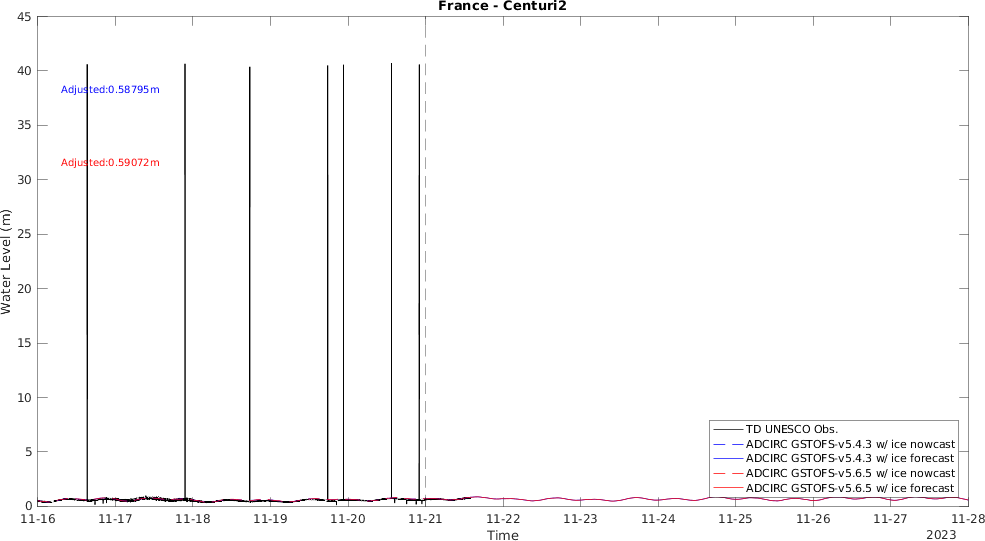 France - Centuri2
45
40
35
30
25
20
15
10
5
0
Water Level (m)
Adjusted:0.58795m
Adjusted:0.59072m
TD UNESCO Obs.
ADCIRC GSTOFS-v5.4.3 w/ ice nowcast
ADCIRC GSTOFS-v5.4.3 w/ ice forecast
ADCIRC GSTOFS-v5.6.5 w/ ice nowcast
ADCIRC GSTOFS-v5.6.5 w/ ice forecast
11-16 11-17 11-18 11-19 11-20 11-21 11-22 11-23 11-24 11-25 11-26 11-27 11-28
Time
2023